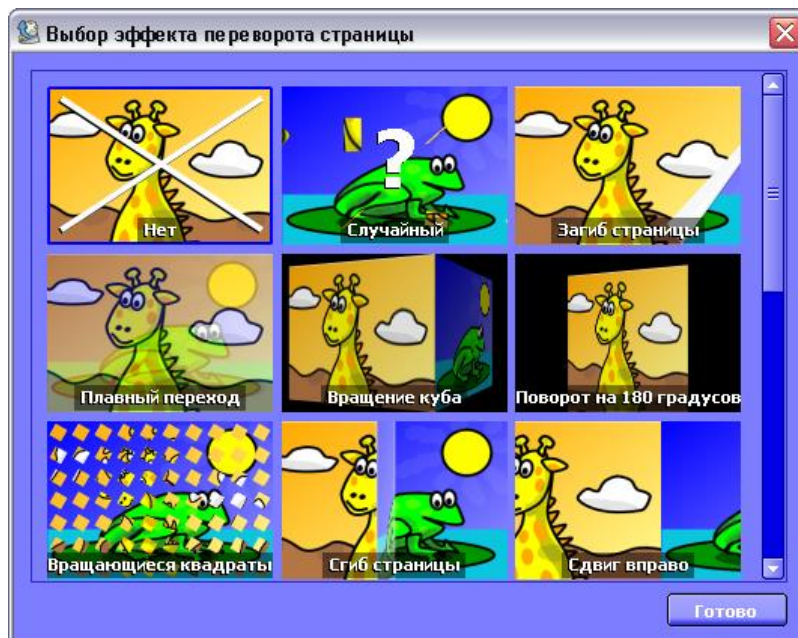 Выбор эффекта переворота страницы
?
Нет
Случайный
Загиб страницы
Плавный переход
Вращение куба
Поворот на 180 градусов
Вращающиеся квадраты
Сгиб страницы
Сдвиг вправо
Готово